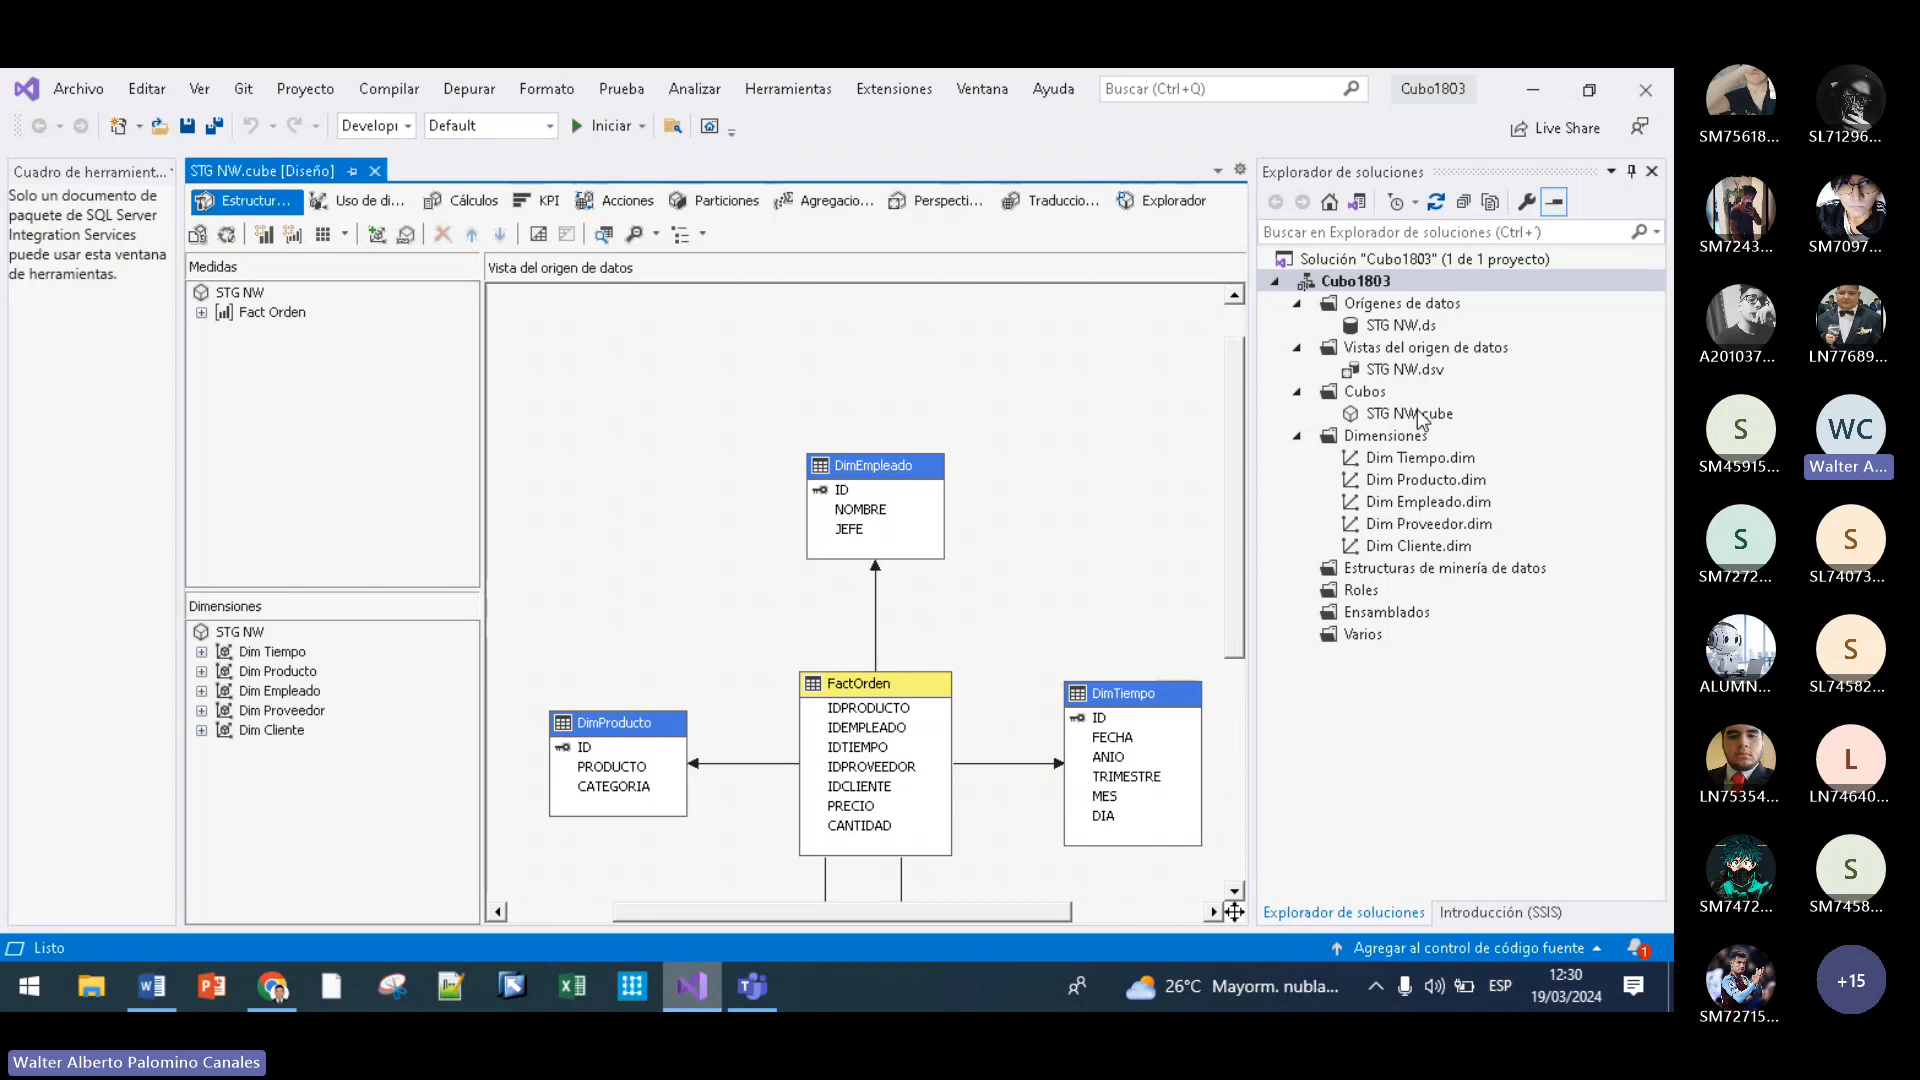 Archivo Editar Ver Git Proyecto Compilar Depurar Formato Prueba Analizar Herramientas Extensiones Ventana Ayuda Buscar (Ctrl+Q) Cubo1803
Developi Default Iniciar Live Share
Cuadro de herramient...
Solo un documento de
paquete de SQL Server
Integration Services
puede usar esta ventana
de herramientas.
STG NW.cube [Diseño]
Estructur... Uso de di... Cálculos KPI Acciones Particiones Agregacio... Perspecti... Traduccio... Explorador
Medidas
STG NW
Fact Orden
Dimensiones
STG NW
Dim Tiempo
Dim Producto
Dim Empleado
Dim Proveedor
Dim Cliente
Vista del origen de datos
DimEmpleado
ID
NOMBRE
JEFE
DimProducto
ID
PRODUCTO
CATEGORIA
FactOrden
IDPRODUCTO
IDEMPLEADO
IDTIEMPO
IDPROVEEDOR
IDCLIENTE
PRECIO
CANTIDAD
DimTiempo
ID
FECHA
ANIO
TRIMESTRE
MES
DIA
Explorador de soluciones
Buscar en Explorador de soluciones (Ctrl+´)
Solución "Cubo1803" (1 de 1 proyecto)
Cubo1803
Orígenes de datos
STG NW.ds
Vistas del origen de datos
STG NW.dsv
Cubos
STG NW.cube
Dimensiones
Dim Tiempo.dim
Dim Producto.dim
Dim Empleado.dim
Dim Proveedor.dim
Dim Cliente.dim
Estructuras de minería de datos
Roles
Ensamblados
Varios
Explorador de soluciones Introducción (SSIS)
Listo Agregar al control de código fuente 1
26°C Mayorm. nubla... ESP 12:30
19/03/2024
Walter Alberto Palomino Canales
SM75618... SL71296...
SM7243... SM7097...
A201037... LN77689...
S WC
SM45915... Walter A...
S S
SM7272... SL74073...
S
ALUMN... SL74582...
L
LN75354... LN74640...
S
SM7472... SM7458...
+15
SM72715...